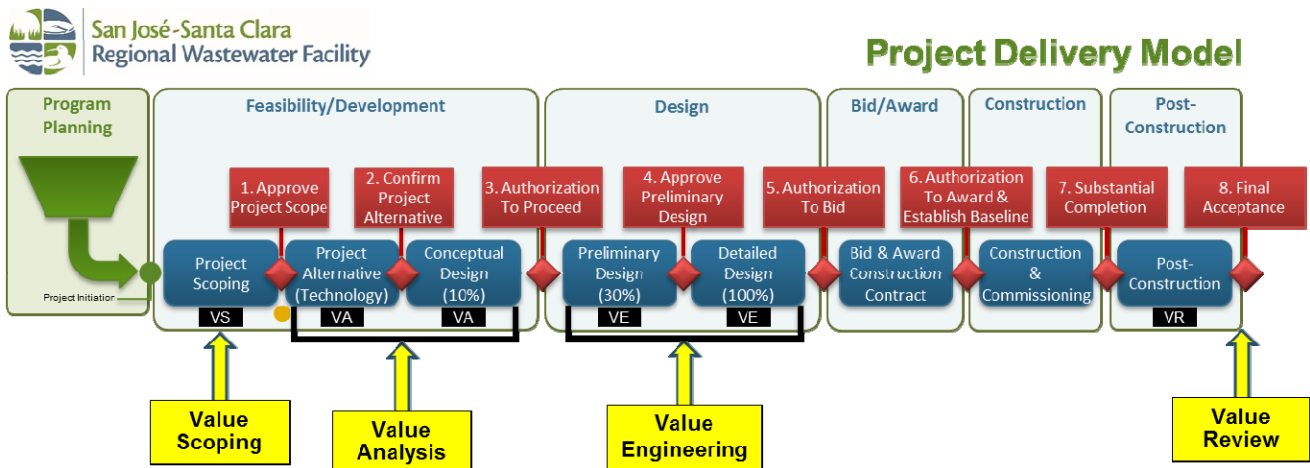 San José-Santa Clara
Regional Wastewater Facility
Project Delivery Model
Program
Planning
Feasibility/Development
Design
Bid/Award
Construction
Post-
Construction
1. Approve
Project Scope
2. Confirm
Project
Alternative
3. Authorization
To Proceed
4. Approve
Preliminary
Design
5. Authorization
To Bid
6. Authorization
To Award &
Establish Baseline
7. Substantial
Completion
8. Final
Acceptance
Project Initiation
Project
Scoping
Project
Alternative
(Technology)
Conceptual
Design
(10%)
Preliminary
Design
(30%)
Detailed
Design
(100%)
Bid & Award
Construction
Contract
Construction
&
Commissioning
Post-
Construction
VS
VA
VA
VE
VE
VR
Value
Scoping
Value
Analysis
Value
Engineering
Value
Review